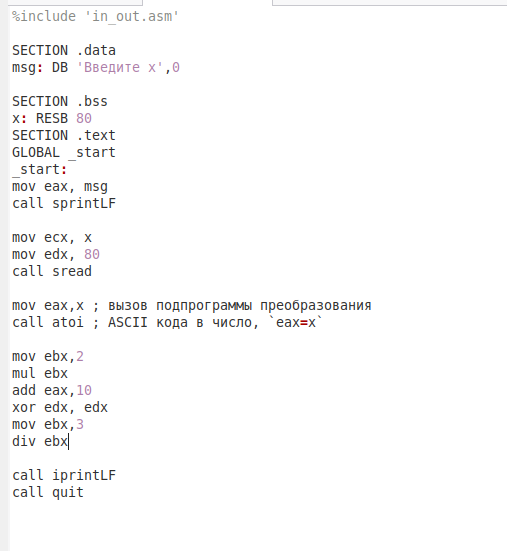 %include 'in_out.asm'
SECTION .data
msg: DB 'Введите x',0
SECTION .bss
x: RESB 80
SECTION .text
GLOBAL _start
_start:
mov eax, msg
call sprintLF
mov ecx, x
mov edx, 80
call sread
mov eax,x ; вызов подпрограммы преобразования
call atoi ; ASCII кода в число, `eax=x`
mov ebx,2
mul ebx
add eax,10
xor edx, edx
mov ebx,3
div ebx
call iprintLF
call quit